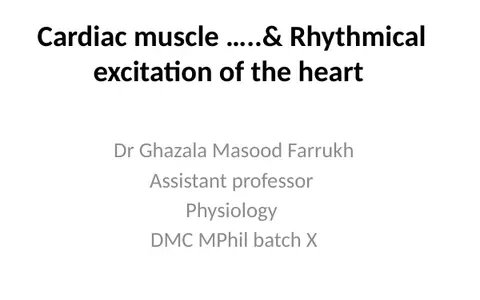 Cardiac muscle …..& Rhythmical
excitation of the heart
Dr Ghazala Masood Farrukh
Assistant professor
Physiology
DMC MPhil batch X